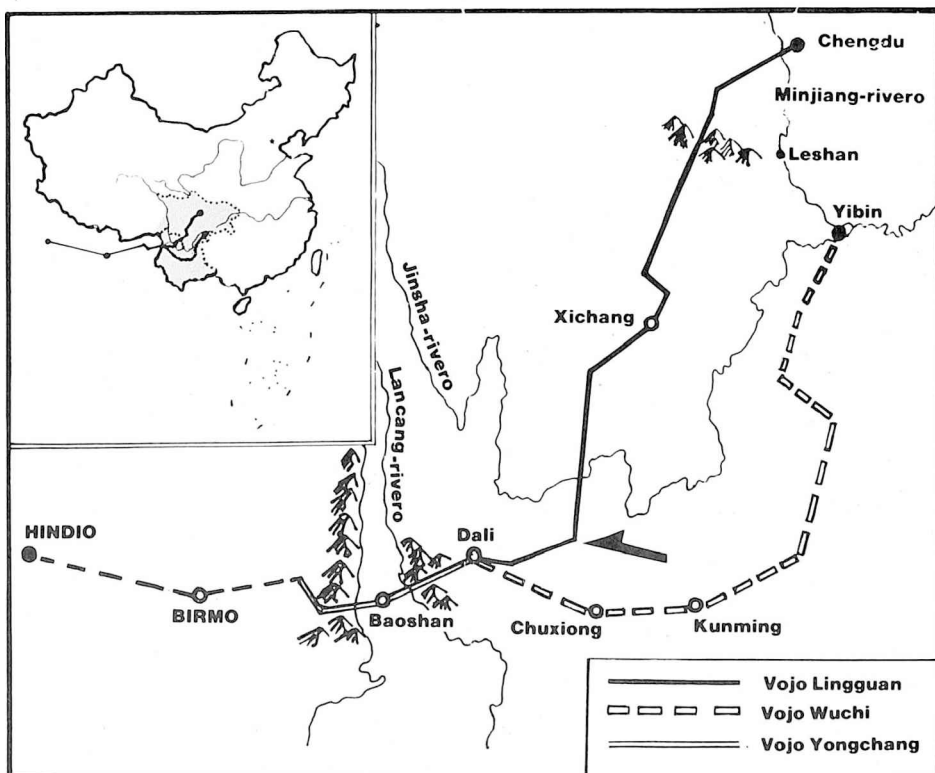 Chengdu
Minjiang-rivero
Leshan
Yibin
Jinsha-rivero
Xichang
Lancang-rivero
HINDIO
Dali
BIRMO
Baoshan
Chuxiong
Kunming
Vojo Lingguan
Vojo Wuchi
Vojo Yongchang